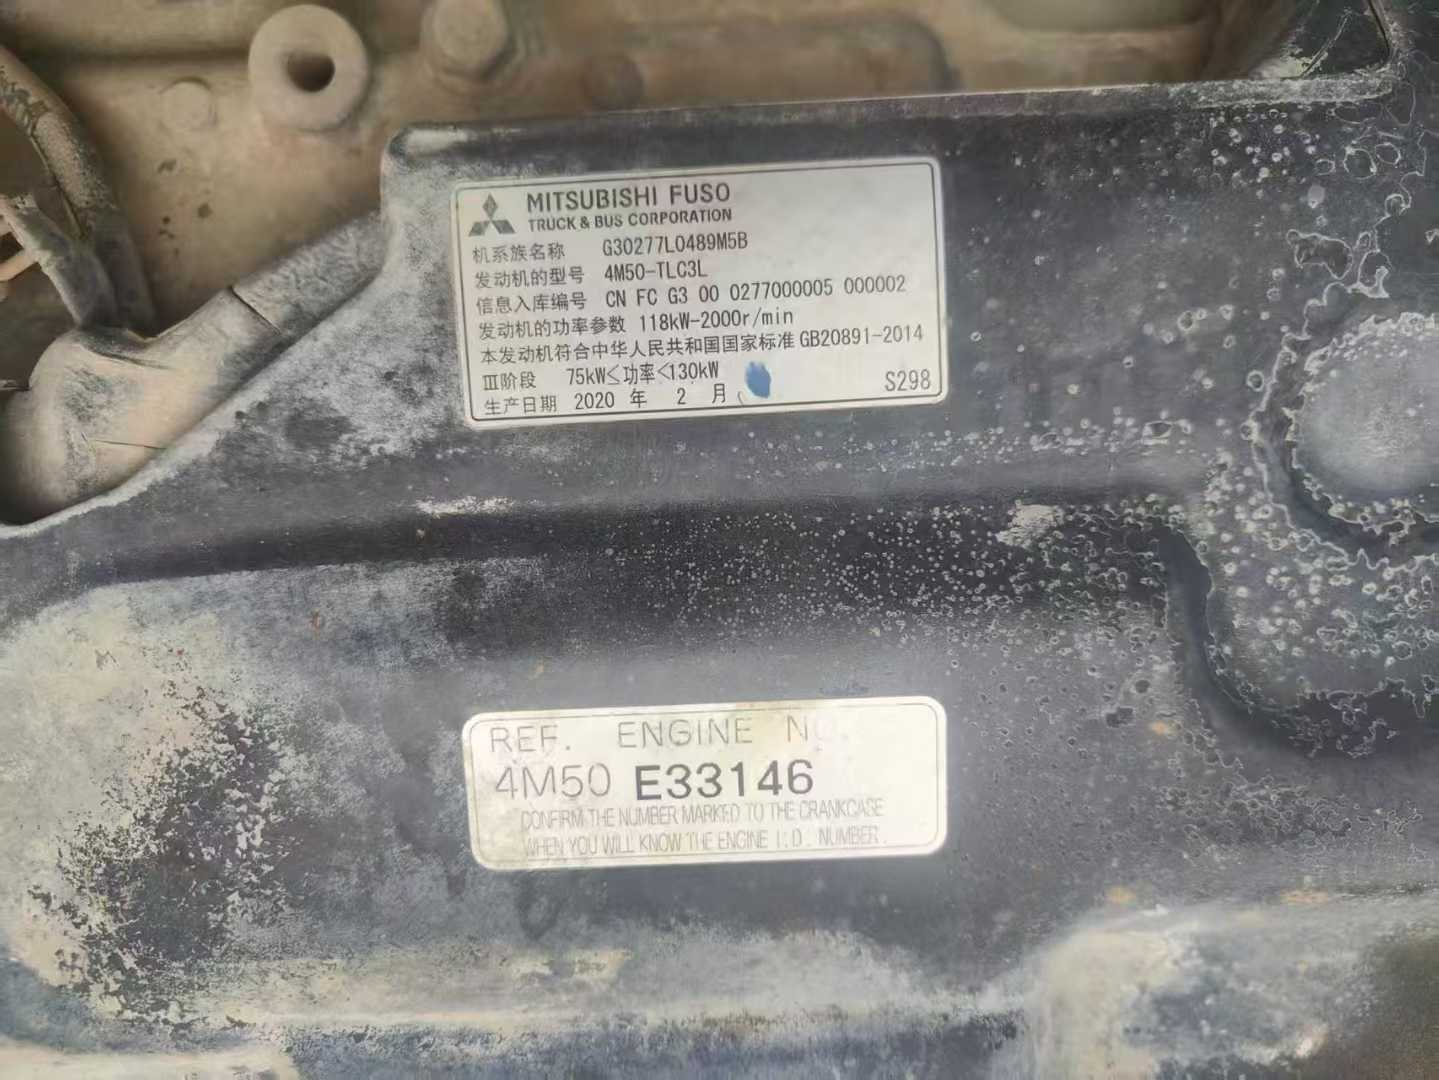 MITSUBISHI FUSO
TRUCK & BUS CORPORATION
机系族名称 G30277L0489M5B
发动机的型号 4M50-TLC3L
信息入库编号 CN FC G3 00 0277000005 000002
发动机的功率参数 118kW-2000r/min
本发动机符合中华人民共和国国家标准 GB20891-2014
Ⅲ阶段 75kW≤功率<130kW
生产日期 2020 年 2 月 S298
REF. ENGINE NO.
4M50 E33146
CONFIRM THE NUMBER MARKED TO THE CRANKCASE
WHEN YOU WILL KNOW THE ENGINE I.D. NUMBER.